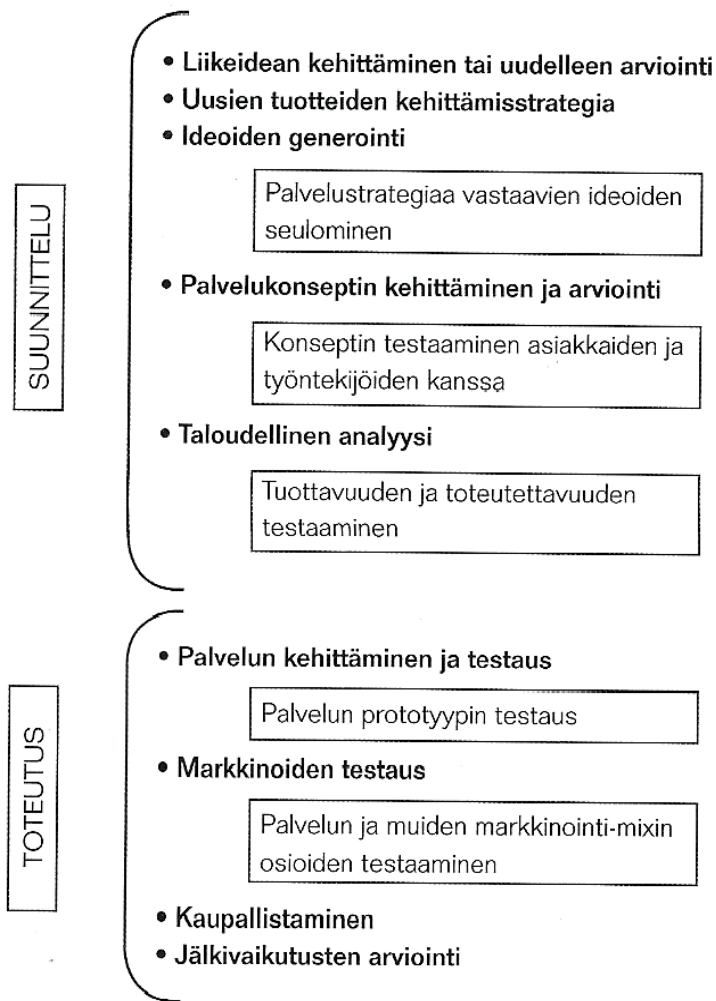 SUUNNITTELU
• Liikeidean kehittäminen tai uudelleen arviointi
• Uusien tuotteiden kehittämisstrategia
• Ideoiden generointi
Palvelustrategiaa vastaavien ideoiden
seulominen
• Palvelukonseptin kehittäminen ja arviointi
Konseptin testaaminen asiakkaiden ja
työntekijöiden kanssa
• Taloudellinen analyysi
Tuottavuuden ja toteutettavuuden
testaaminen
TOTEUTUS
• Palvelun kehittäminen ja testaus
Palvelun prototyypin testaus
• Markkinoiden testaus
Palvelun ja muiden markkinointi-mixin
osioiden testaaminen
• Kaupallistaminen
• Jälkivaikutusten arviointi